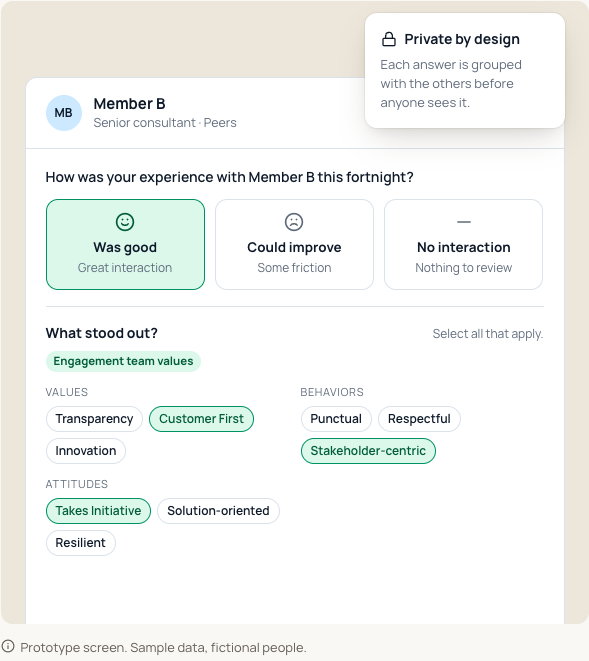 Private by design
Each answer is grouped
with the others before
anyone sees it.
MB
Member B
Senior consultant · Peers
How was your experience with Member B this fortnight?
Was good
Great interaction
Could improve
Some friction
No interaction
Nothing to review
What stood out?
Select all that apply.
Engagement team values
VALUES
Transparency
Customer First
Innovation
BEHAVIORS
Punctual
Respectful
Stakeholder-centric
ATTITUDES
Takes Initiative
Solution-oriented
Resilient
Prototype screen. Sample data, fictional people.